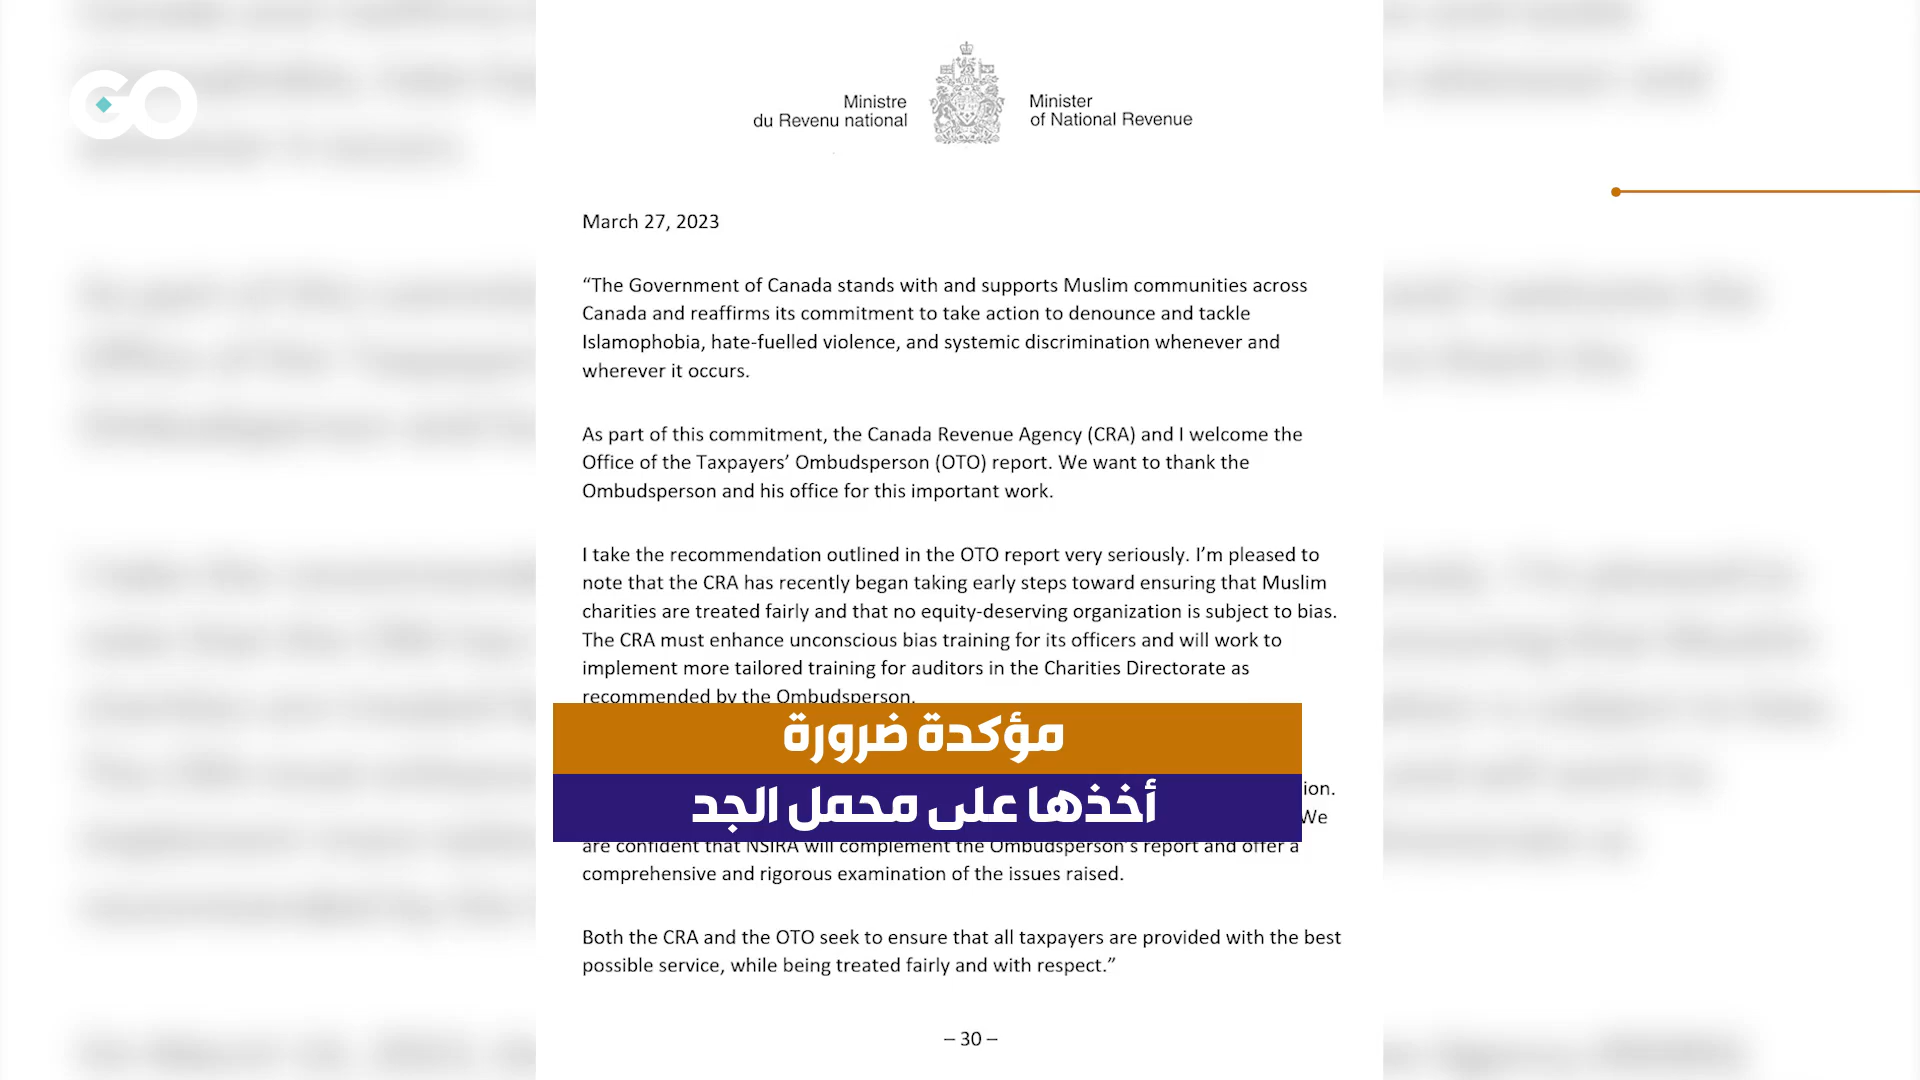 GO
Ministre
du Revenu national
Minister
of National Revenue
March 27, 2023
“The Government of Canada stands with and supports Muslim communities across
Canada and reaffirms its commitment to take action to denounce and tackle
Islamophobia, hate-fuelled violence, and systemic discrimination whenever and
wherever it occurs.
As part of this commitment, the Canada Revenue Agency (CRA) and I welcome the
Office of the Taxpayers’ Ombudsperson (OTO) report. We want to thank the
Ombudsperson and his office for this important work.
I take the recommendation outlined in the OTO report very seriously. I’m pleased to
note that the CRA has recently began taking early steps toward ensuring that Muslim
charities are treated fairly and that no equity-deserving organization is subject to bias.
The CRA must enhance unconscious bias training for its officers and will work to
implement more tailored training for auditors in the Charities Directorate as
recommended by the Ombudsperson.
مؤكدة ضرورة
أخذها على محمل الجد
We
are confident that NSIRA will complement the Ombudsperson’s report and offer a
comprehensive and rigorous examination of the issues raised.
Both the CRA and the OTO seek to ensure that all taxpayers are provided with the best
possible service, while being treated fairly and with respect.”
– 30 –